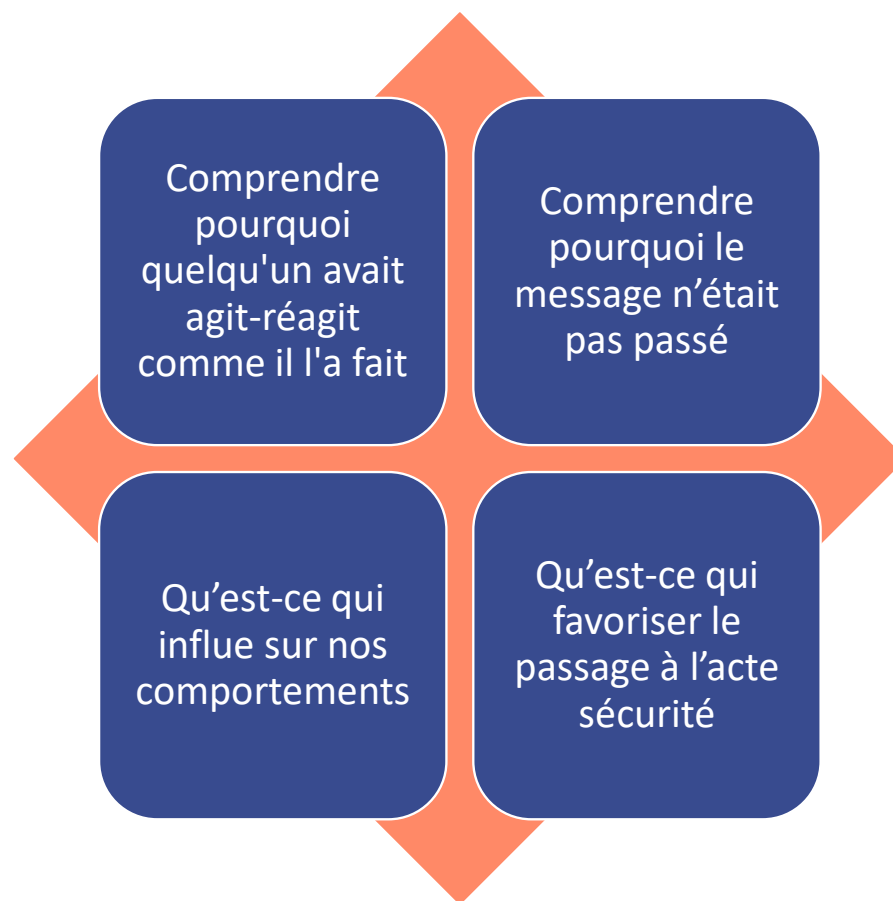 Comprendre
pourquoi
quelqu'un avait
agit-réagit
comme il l'a fait
Comprendre
pourquoi le
message n’était
pas passé
Qu’est-ce qui
influe sur nos
comportements
Qu’est-ce qui
favoriser le
passage à l’acte
sécurité